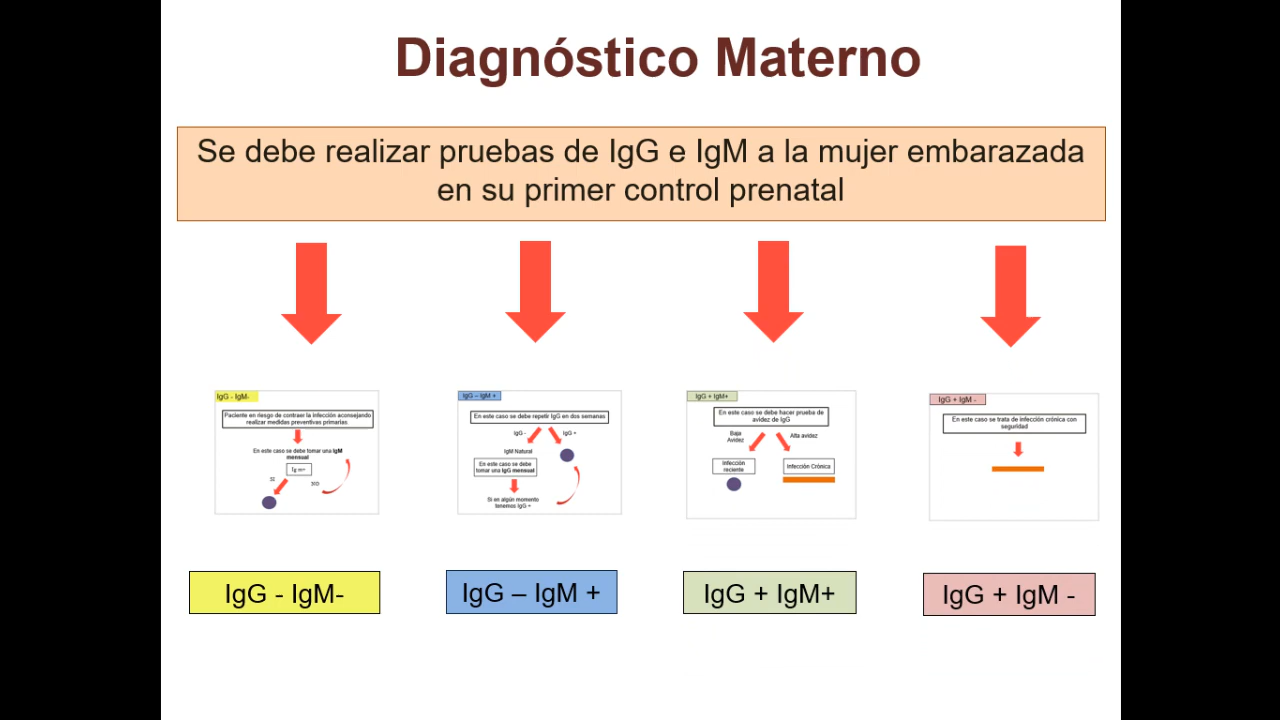 Diagnóstico Materno
Se debe realizar pruebas de IgG e IgM a la mujer embarazada
en su primer control prenatal
IgG - IgM-
Paciente en riesgo de contraer la infección aconsejando
realizar medidas preventivas primarias
En este caso se debe tomar una IgM
mensual
Ig m+
SI
NO
IgG – IgM +
En este caso se debe repetir IgG en dos semanas
IgG -
IgG +
IgM Natural
En este caso se debe
tomar una IgG mensual
Si en algún momento
tenemos IgG +
IgG + IgM+
En este caso se debe hacer prueba de
avidez de IgG
Baja
Avidez
Alta avidez
Infección
reciente
Infección Crónica
IgG + IgM -
En este caso se trata de infección crónica con
seguridad
IgG - IgM-
IgG – IgM +
IgG + IgM+
IgG + IgM -